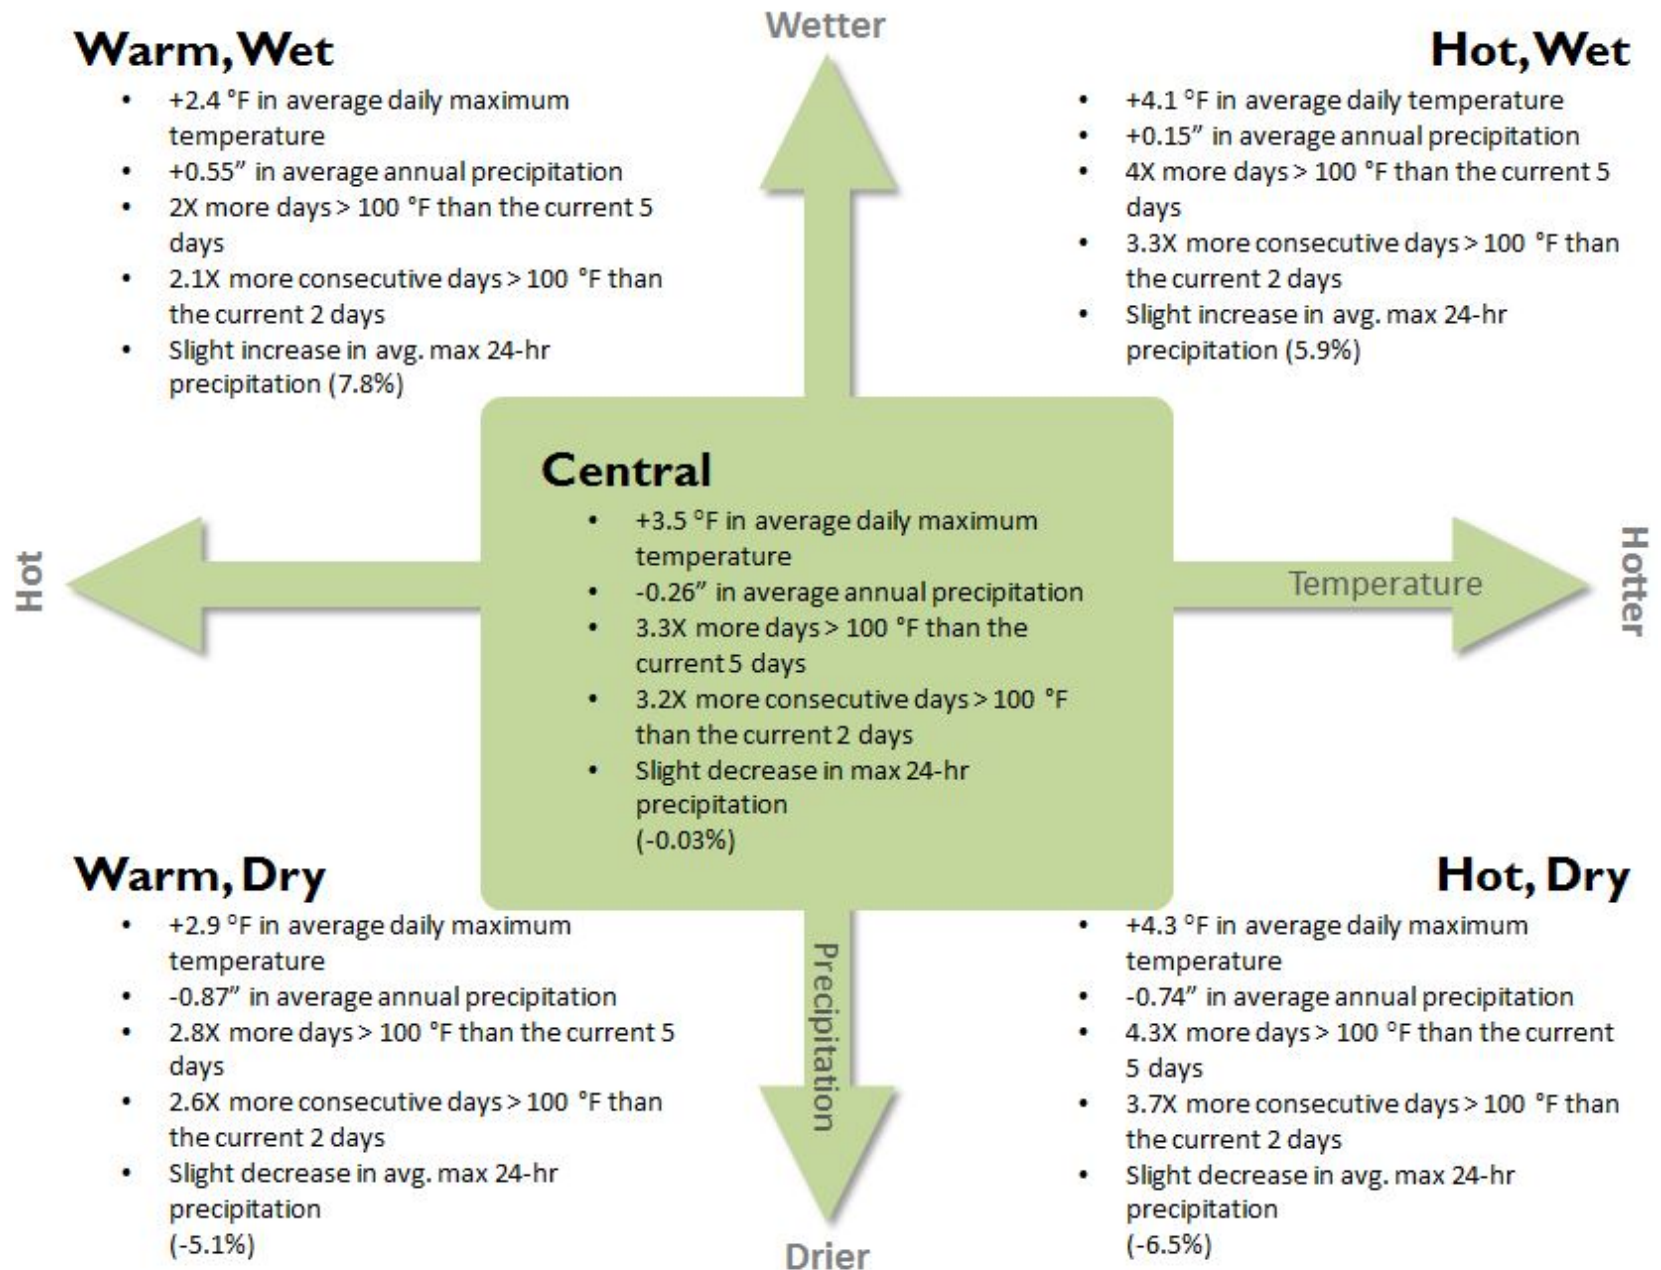 Wetter
Warm, Wet
• +2.4 °F in average daily maximum
temperature
• +0.55” in average annual precipitation
• 2X more days > 100 °F than the current 5
days
• 2.1X more consecutive days > 100 °F than
the current 2 days
• Slight increase in avg. max 24-hr
precipitation (7.8%)
Hot, Wet
• +4.1 °F in average daily temperature
• +0.15” in average annual precipitation
• 4X more days > 100 °F than the current 5
days
• 3.3X more consecutive days > 100 °F than
the current 2 days
• Slight increase in avg. max 24-hr
precipitation (5.9%)
Hot
Central
• +3.5 °F in average daily maximum
temperature
• -0.26” in average annual precipitation
• 3.3X more days > 100 °F than the
current 5 days
• 3.2X more consecutive days > 100 °F
than the current 2 days
• Slight decrease in max 24-hr
precipitation
(-0.03%)
Temperature
Hotter
Warm, Dry
• +2.9 °F in average daily maximum
temperature
• -0.87” in average annual precipitation
• 2.8X more days > 100 °F than the current 5
days
• 2.6X more consecutive days > 100 °F than
the current 2 days
• Slight decrease in avg. max 24-hr
precipitation
(-5.1%)
Precipitation
Drier
Hot, Dry
• +4.3 °F in average daily maximum
temperature
• -0.74” in average annual precipitation
• 4.3X more days > 100 °F than the current
5 days
• 3.7X more consecutive days > 100 °F than
the current 2 days
• Slight decrease in avg. max 24-hr
precipitation
(-6.5%)